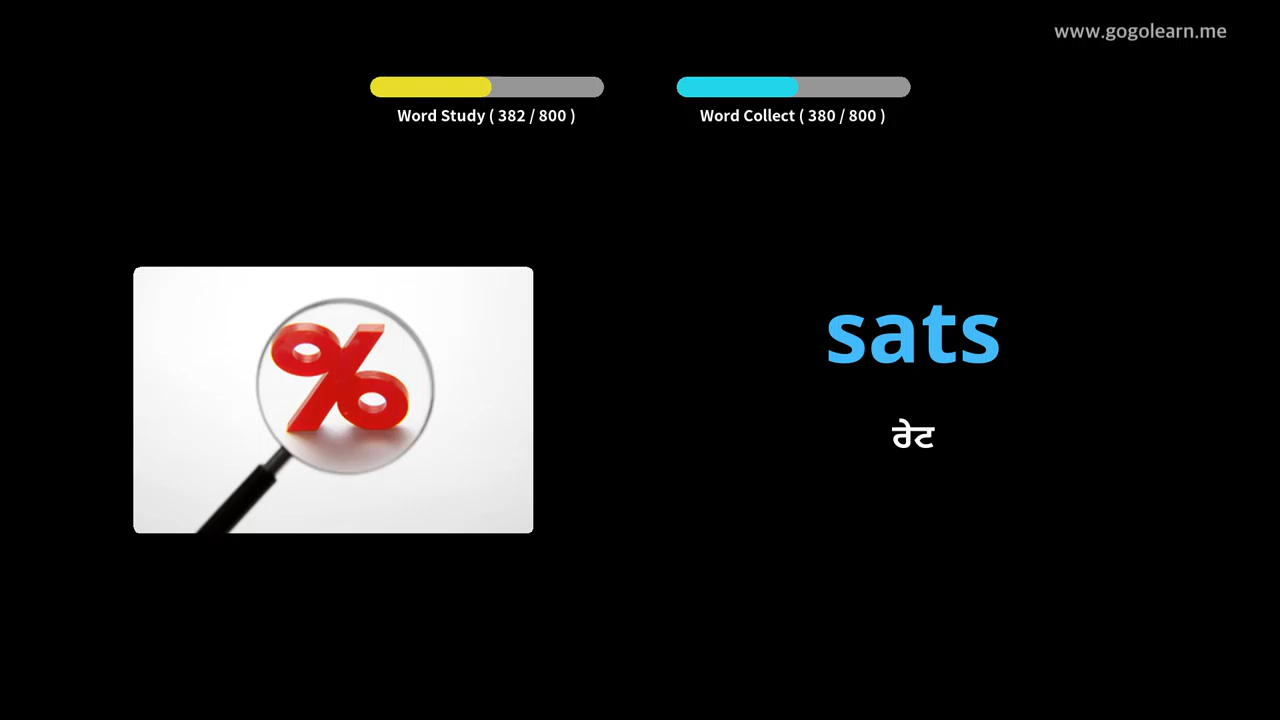 www.gogolearn.me
Word Study ( 382 / 800 )
Word Collect ( 380 / 800 )
%
sats
ਰੇਟ